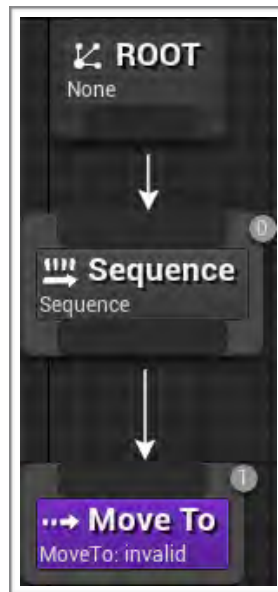 ROOT
None
0
Sequence
Sequence
1
Move To
MoveTo: invalid